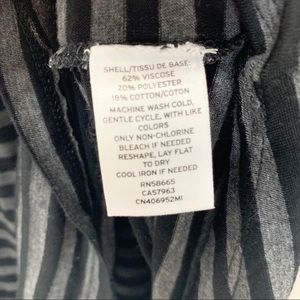 SHELL/TISSU DE BASE:
62% VISCOSE
20% POLYESTER
18% COTTON/COTON
MACHINE WASH COLD,
GENTLE CYCLE, WITH LIKE
COLORS
ONLY NON-CHLORINE
BLEACH IF NEEDED
RESHAPE, LAY FLAT
TO DRY
COOL IRON IF NEEDED
RN58665
CA57963
CN406952MI